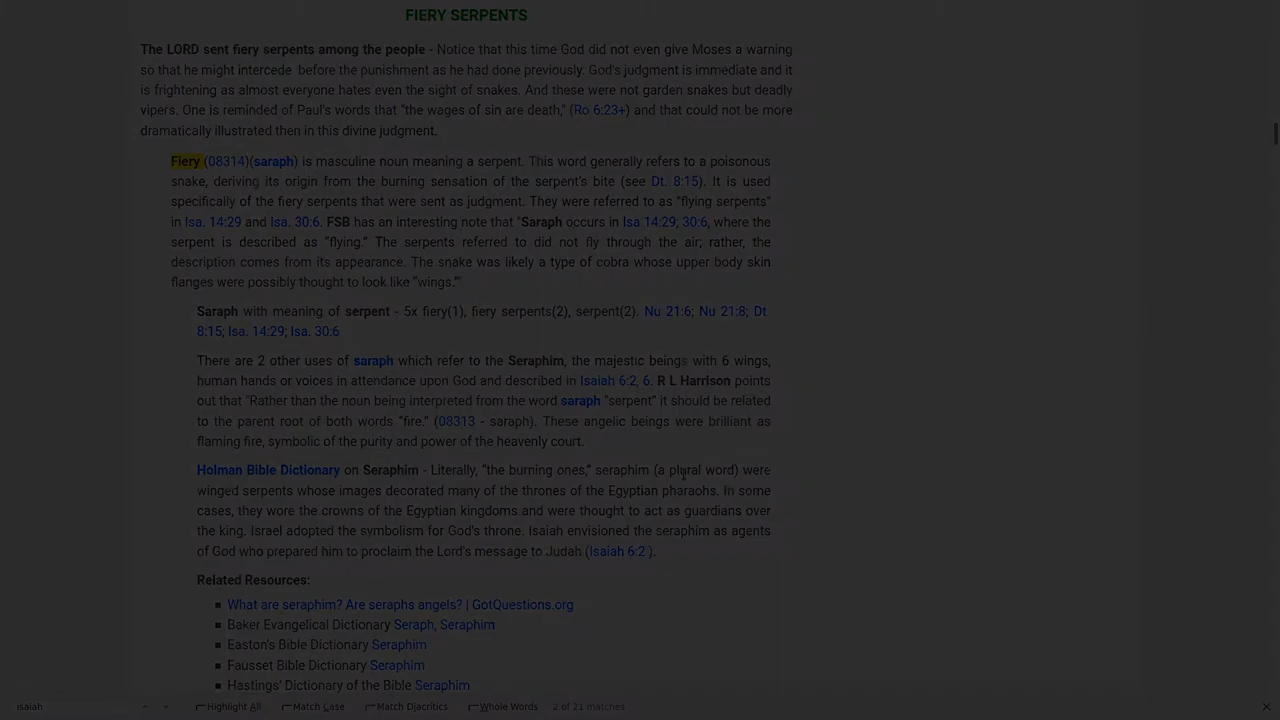 FIERY SERPENTS
The LORD sent fiery serpents among the people - Notice that this time God did not even give Moses a warning
so that he might intercede before the punishment as he had done previously. God's judgment is immediate and it
is frightening as almost everyone hates even the sight of snakes. And these were not garden snakes but deadly
vipers. One is reminded of Paul's words that "the wages of sin are death," (Ro 6:23+) and that could not be more
dramatically illustrated then in this divine judgment.
Fiery (08314)(saraph) is masculine noun meaning a serpent. This word generally refers to a poisonous
snake, deriving its origin from the burning sensation of the serpent's bite (see Dt. 8:15). It is used
specifically of the fiery serpents that were sent as judgment. They were referred to as "flying serpents"
in Isa. 14:29 and Isa. 30:6. FSB has an interesting note that "Saraph occurs in Isa 14:29; 30:6, where the
serpent is described as "flying." The serpents referred to did not fly through the air; rather, the
description comes from its appearance. The snake was likely a type of cobra whose upper body skin
flanges were possibly thought to look like "wings.""
Saraph with meaning of serpent - 5x fiery(1), fiery serpents(2), serpent(2). Nu 21:6; Nu 21:8; Dt
8:15; Isa. 14:29; Isa. 30:6
There are 2 other uses of saraph which refer to the Seraphim, the majestic beings with 6 wings,
human hands or voices in attendance upon God and described in Isaiah 6:2, 6. R L Harrison points
out that "Rather than the noun being interpreted from the word saraph "serpent" it should be related
to the parent root of both words "fire." (08313 - saraph). These angelic beings were brilliant as
flaming fire, symbolic of the purity and power of the heavenly court.
Holman Bible Dictionary on Seraphim - Literally, "the burning ones," seraphim (a plural word) were
winged serpents whose images decorated many of the thrones of the Egyptian pharaohs. In some
cases, they wore the crowns of the Egyptian kingdoms and were thought to act as guardians over
the king. Israel adopted the symbolism for God's throne. Isaiah envisioned the seraphim as agents
of God who prepared him to proclaim the Lord's message to Judah (Isaiah 6:2 ).
Related Resources:
What are seraphim? Are seraphs angels? | GotQuestions.org
Baker Evangelical Dictionary Seraph, Seraphim
Easton's Bible Dictionary Seraphim
Fausset Bible Dictionary Seraphim
Hastings' Dictionary of the Bible Seraphim
isaiah Highlight All Match Case Match Diacritics Whole Words 2 of 21 matches